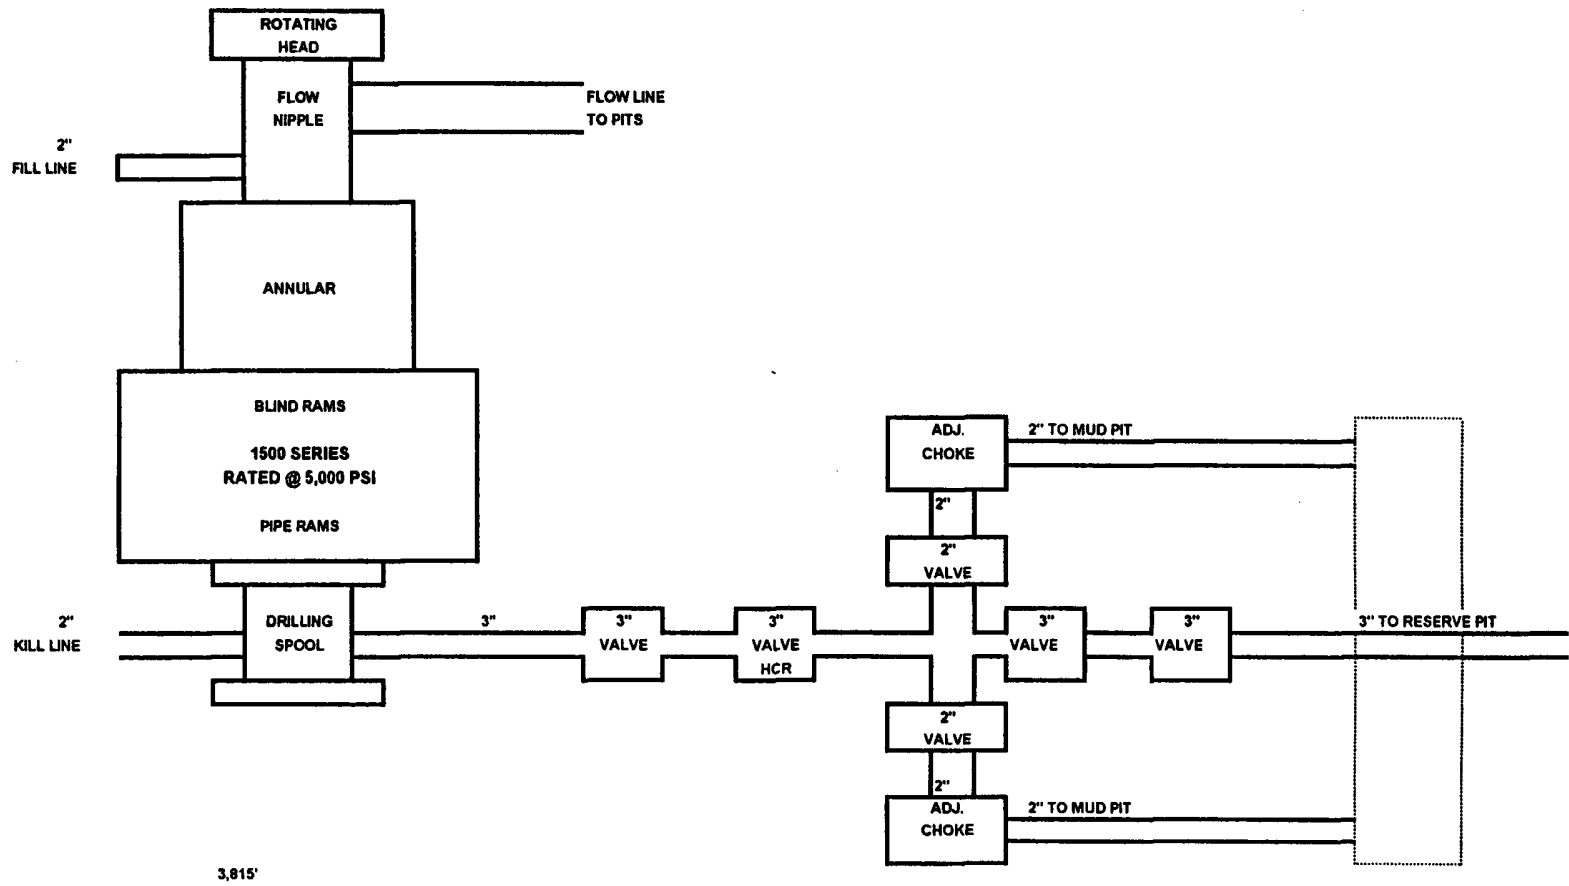 ROTATING
HEAD
FLOW
NIPPLE
FLOW LINE
TO PITS
2"
FILL LINE
ANNULAR
BLIND RAMS
1500 SERIES
RATED @ 5,000 PSI
PIPE RAMS
2"
KILL LINE
DRILLING
SPOOL
3"
3"
VALVE
3"
VALVE
HCR
ADJ.
CHOKE
2" TO MUD PIT
2"
2"
VALVE
3"
VALVE
3"
VALVE
3" TO RESERVE PIT
2"
VALVE
2"
ADJ.
CHOKE
2" TO MUD PIT
3,815'